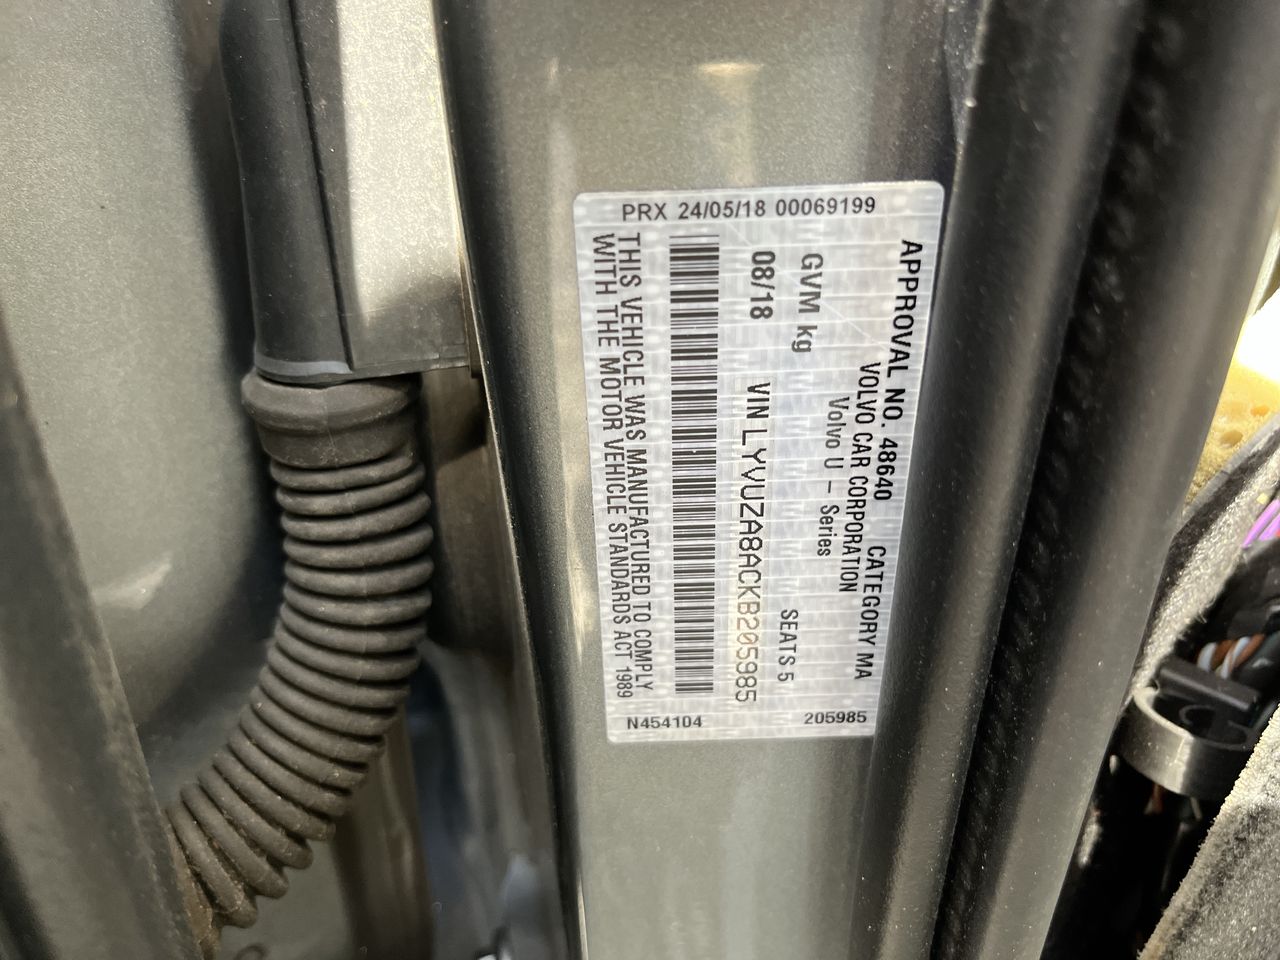 PRX 24/05/18 00069199
APPROVAL NO. 48640 CATEGORY MA
VOLVO CAR CORPORATION
Volvo U – Series
GVM kg SEATS 5
08/18 VIN LYVUZA8ACKB205985
THIS VEHICLE WAS MANUFACTURED TO COMPLY
WITH THE MOTOR VEHICLE STANDARDS ACT 1989
N454104 205985